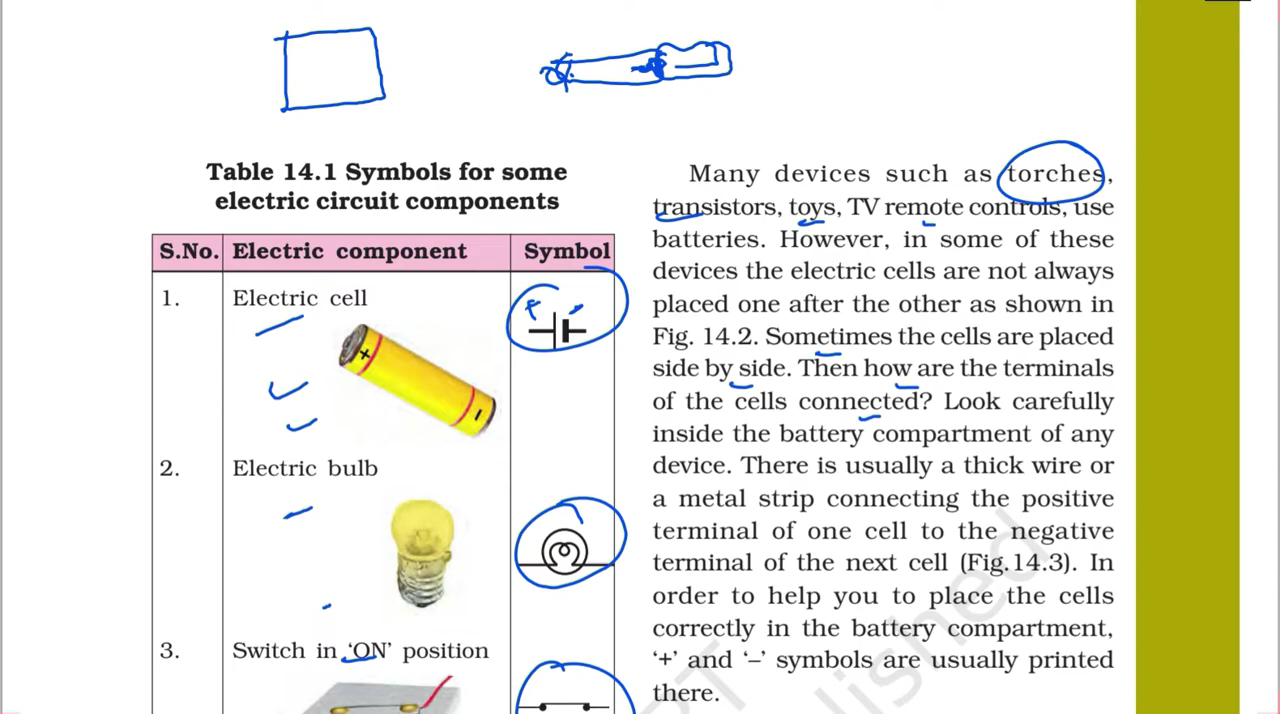 Table 14.1 Symbols for some
electric circuit components
S.No. Electric component Symbol
1. Electric cell
+
-
+ -
2. Electric bulb
3. Switch in ‘ON’ position
Many devices such as torches,
transistors, toys, TV remote controls, use
batteries. However, in some of these
devices the electric cells are not always
placed one after the other as shown in
Fig. 14.2. Sometimes the cells are placed
side by side. Then how are the terminals
of the cells connected? Look carefully
inside the battery compartment of any
device. There is usually a thick wire or
a metal strip connecting the positive
terminal of one cell to the negative
terminal of the next cell (Fig.14.3). In
order to help you to place the cells
correctly in the battery compartment,
‘+’ and ‘–’ symbols are usually printed
there.